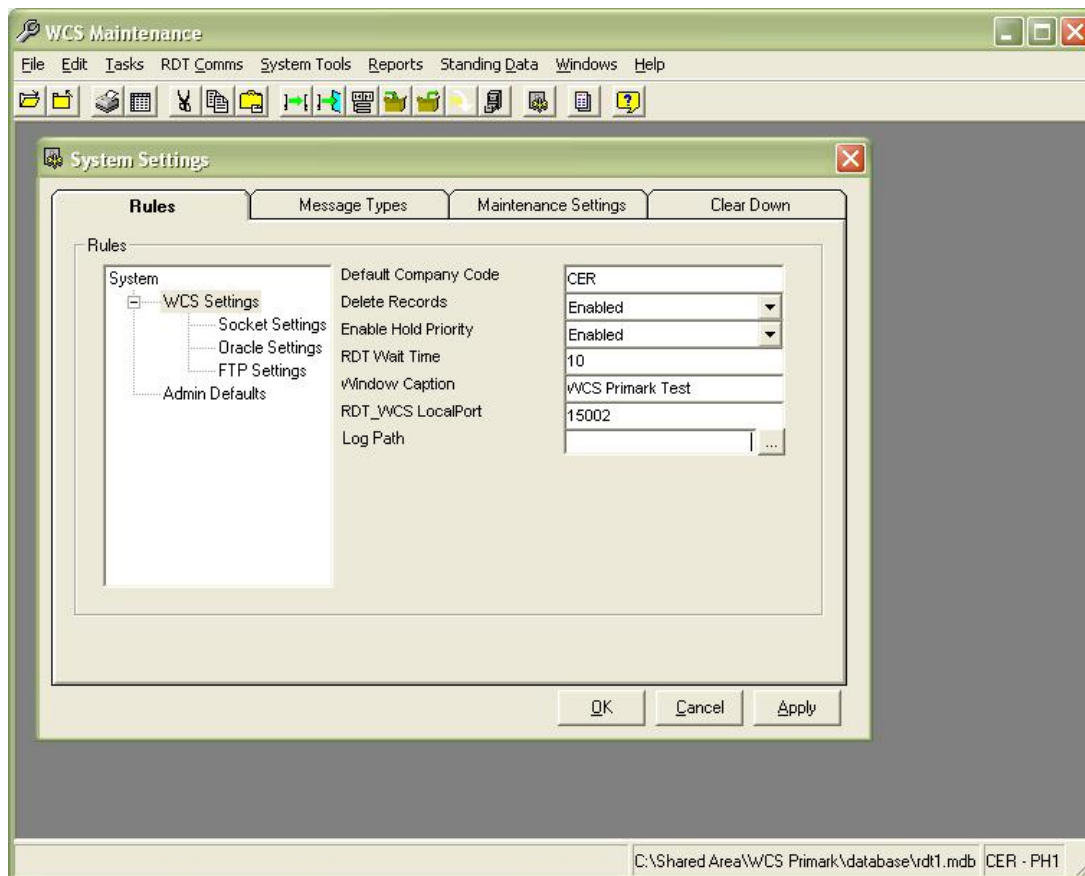 WCS Maintenance
File Edit Tasks RDT Comms System Tools Reports Standing Data Windows Help
System Settings
Rules Message Types Maintenance Settings Clear Down
Rules
System
WCS Settings
Socket Settings
Oracle Settings
FTP Settings
Admin Defaults
Default Company Code CER
Delete Records Enabled
Enable Hold Priority Enabled
RDT Wait Time 10
Window Caption WCS Primark Test
RDT_WCS LocalPort 15002
Log Path ...
OK Cancel Apply
C:\Shared Area\WCS Primark\database\rdt1.mdb CER - PH1